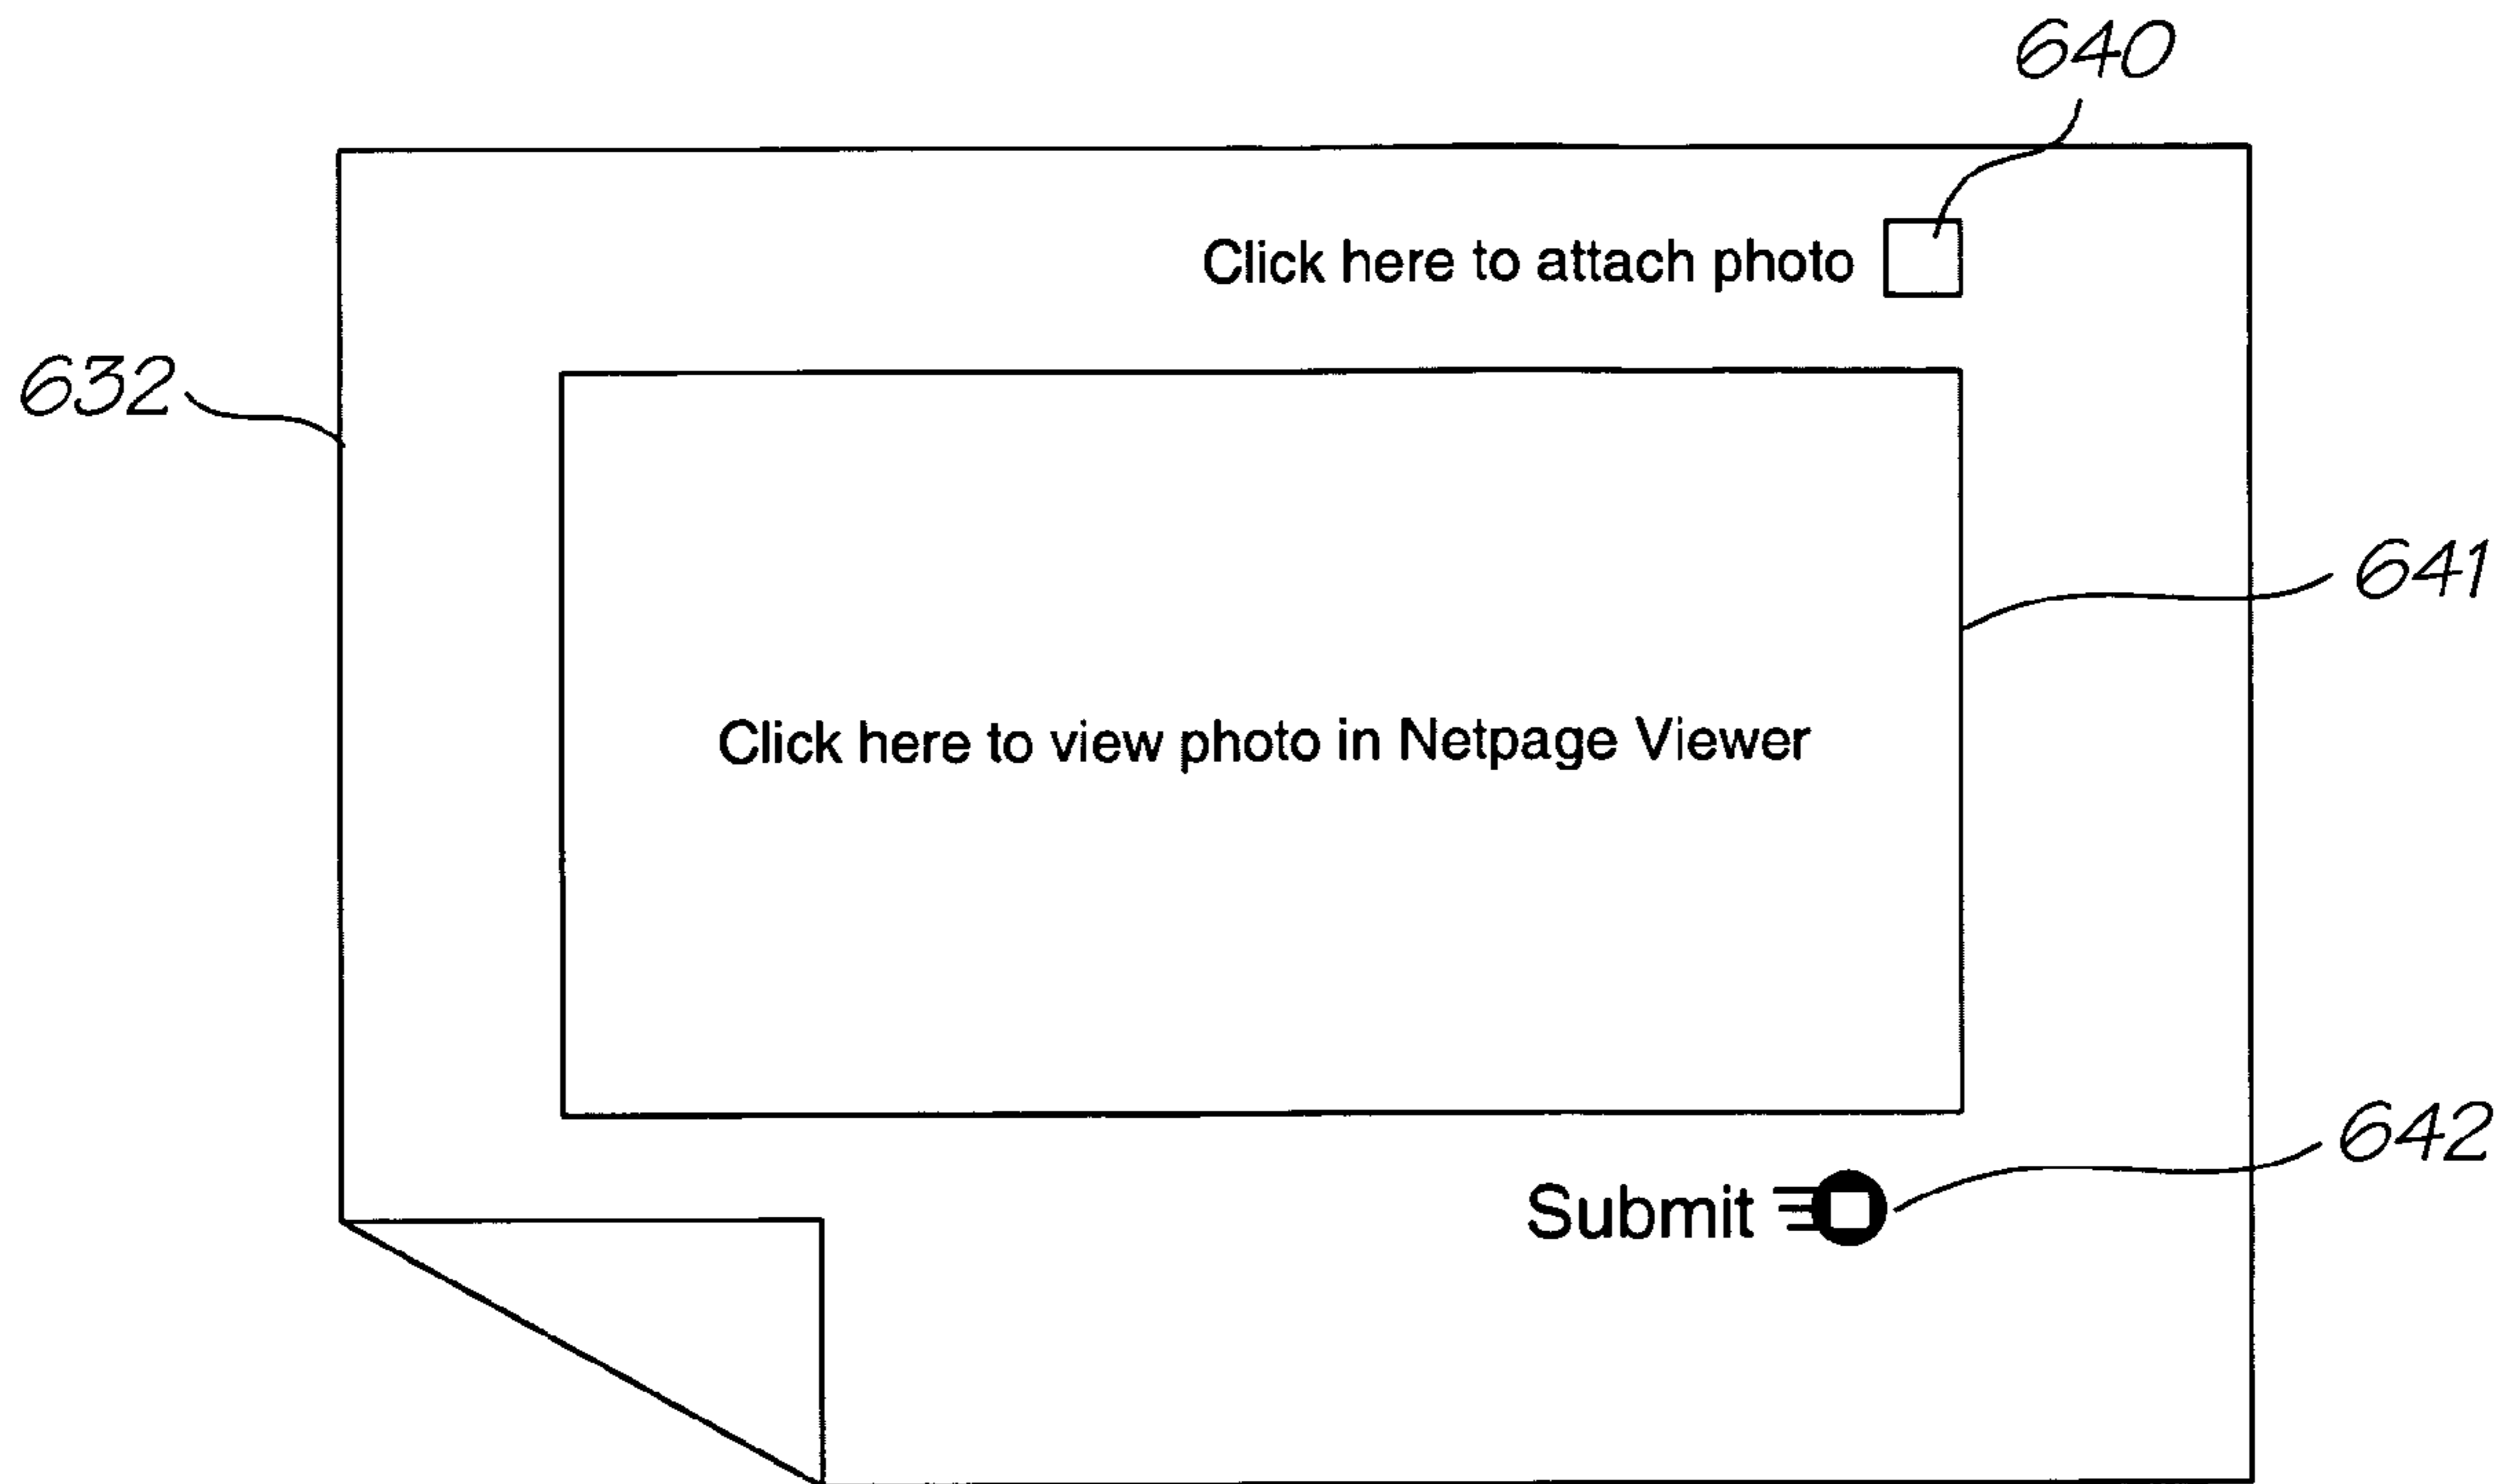 640
Click here to attach photo
632
641
Click here to view photo in Netpage Viewer
642
Submit